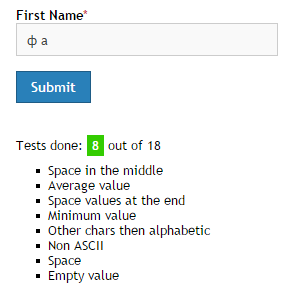 First Name*
ф a
Submit
Tests done: 8 out of 18
Space in the middle
Average value
Space values at the end
Minimum value
Other chars then alphabetic
Non ASCII
Space
Empty value